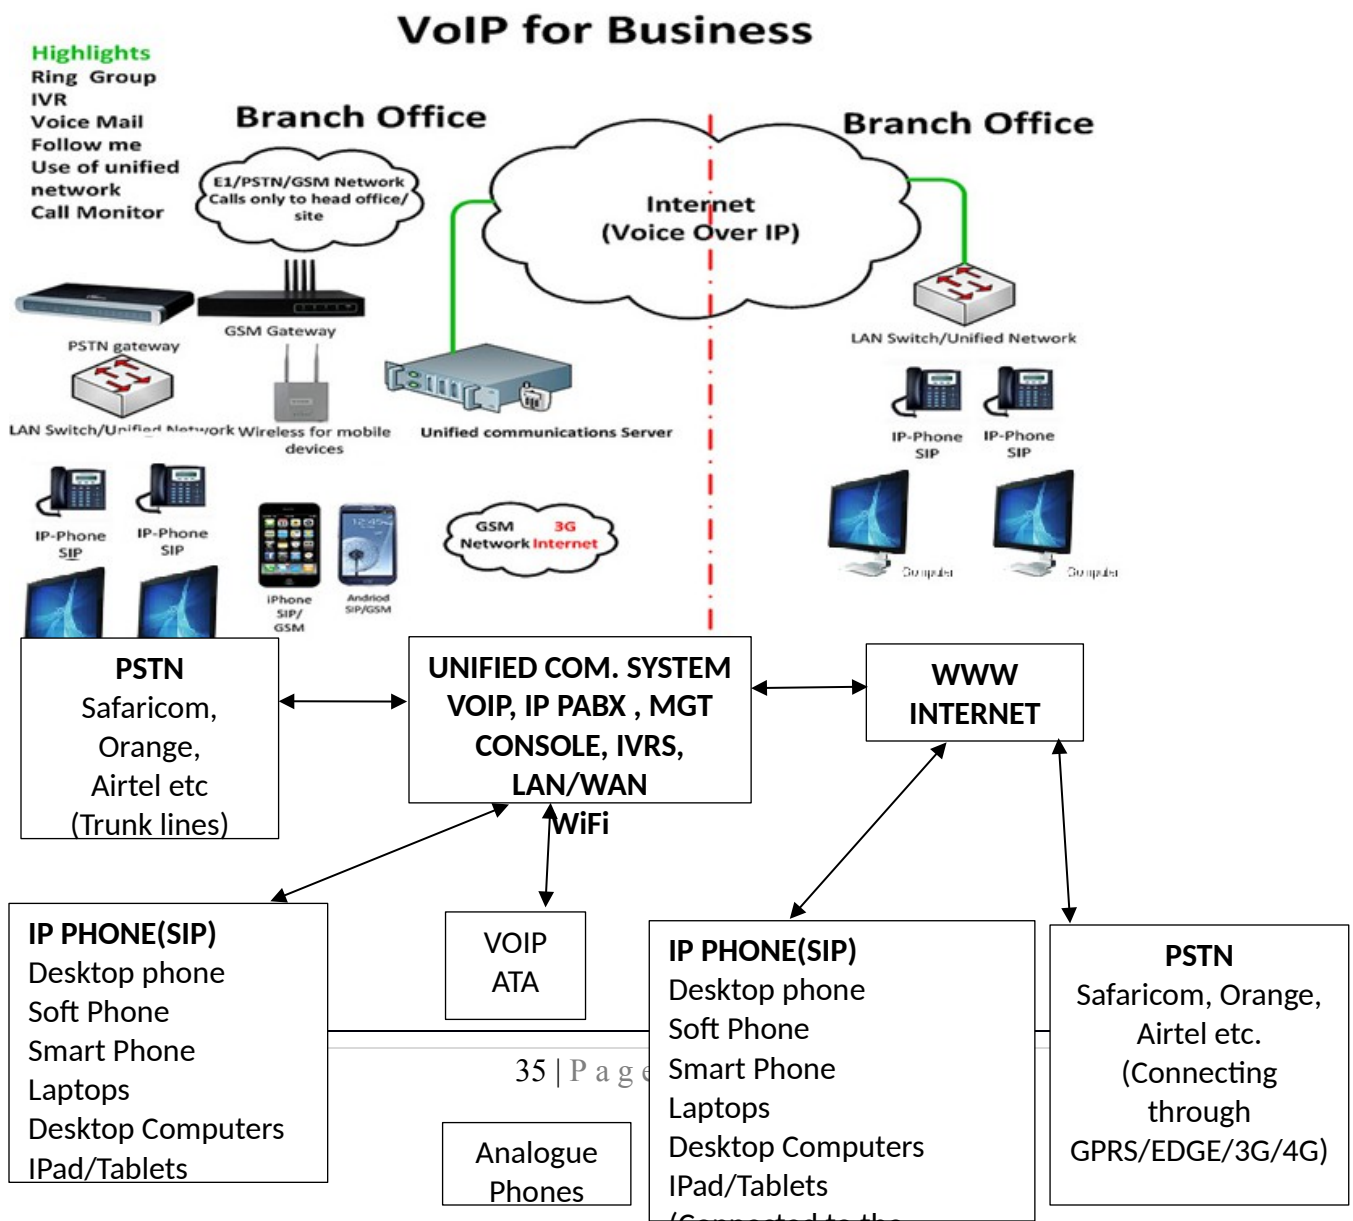 VoIP for Business
Highlights
Ring Group
IVR
Voice Mail
Follow me
Use of unified
network
Call Monitor
Branch Office
Branch Office
E1/PSTN/GSM Network
Calls only to head office/
site
Internet
(Voice Over IP)
GSM Gateway
PSTN gateway
LAN Switch/Unified Network
LAN Switch/Unified Network
Wireless for mobile
devices
Unified communications Server
IP-Phone
SIP
IP-Phone
SIP
IP-Phone
SIP
IP-Phone
SIP
12:45
GSM
Network
3G
Internet
iPhone
SIP/
GSM
Andriod
SIP/GSM
Computer
Computer
PSTN
Safaricom,
Orange,
Airtel etc
(Trunk lines)
UNIFIED COM. SYSTEM
VOIP, IP PABX , MGT
CONSOLE, IVRS,
LAN/WAN
WiFi
WWW
INTERNET
IP PHONE(SIP)
Desktop phone
Soft Phone
Smart Phone
Laptops
Desktop Computers
IPad/Tablets
VOIP
ATA
IP PHONE(SIP)
Desktop phone
Soft Phone
Smart Phone
Laptops
Desktop Computers
IPad/Tablets
(Connected to the
PSTN
Safaricom, Orange,
Airtel etc.
(Connecting
through
GPRS/EDGE/3G/4G)
35 | P a g e
Analogue
Phones